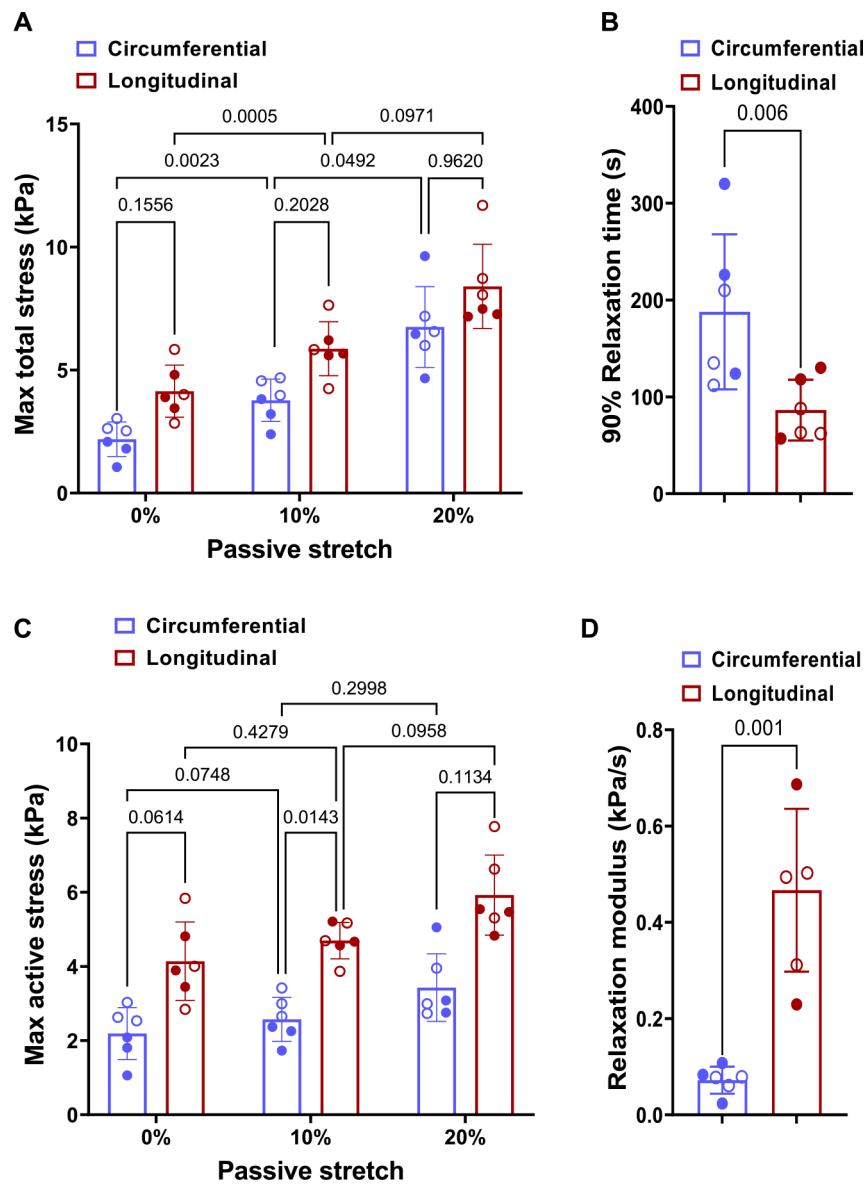 A
Circumferential
Longitudinal
Max total stress (kPa)
15
10
5
0
0.0005
0.0971
0.0023
0.0492
0.9620
0.1556
0.2028
0%
10%
20%
Passive stretch
B
Circumferential
Longitudinal
90% Relaxation time (s)
400
300
200
100
0
0.006
C
Circumferential
Longitudinal
Max active stress (kPa)
10
8
6
4
2
0
0.2998
0.4279
0.0958
0.0748
0.1134
0.0614
0.0143
0%
10%
20%
Passive stretch
D
Circumferential
Longitudinal
Relaxation modulus (kPa/s)
0.8
0.6
0.4
0.2
0.0
0.001